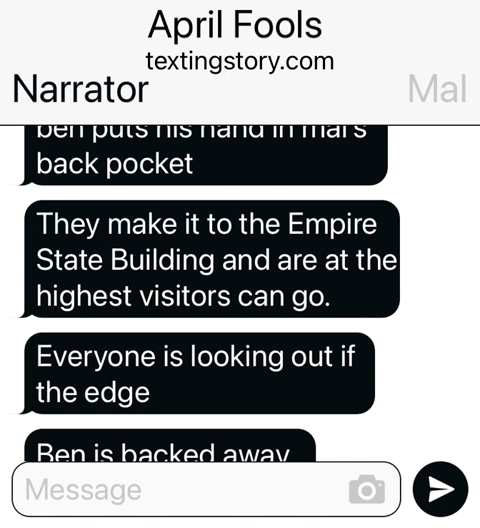 April Fools
textingstory.com
Narrator
Mal
ben puts his hand in mal's
back pocket
They make it to the Empire
State Building and are at the
highest visitors can go.
Everyone is looking out if
the edge
Ben is backed away
Message